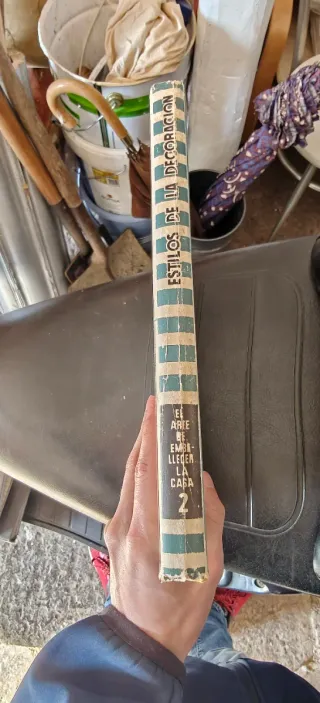 ESTILOS DE LA DECORACION
EL
ARTE
DE
EMBE-
LLECER
LA
CASA
2